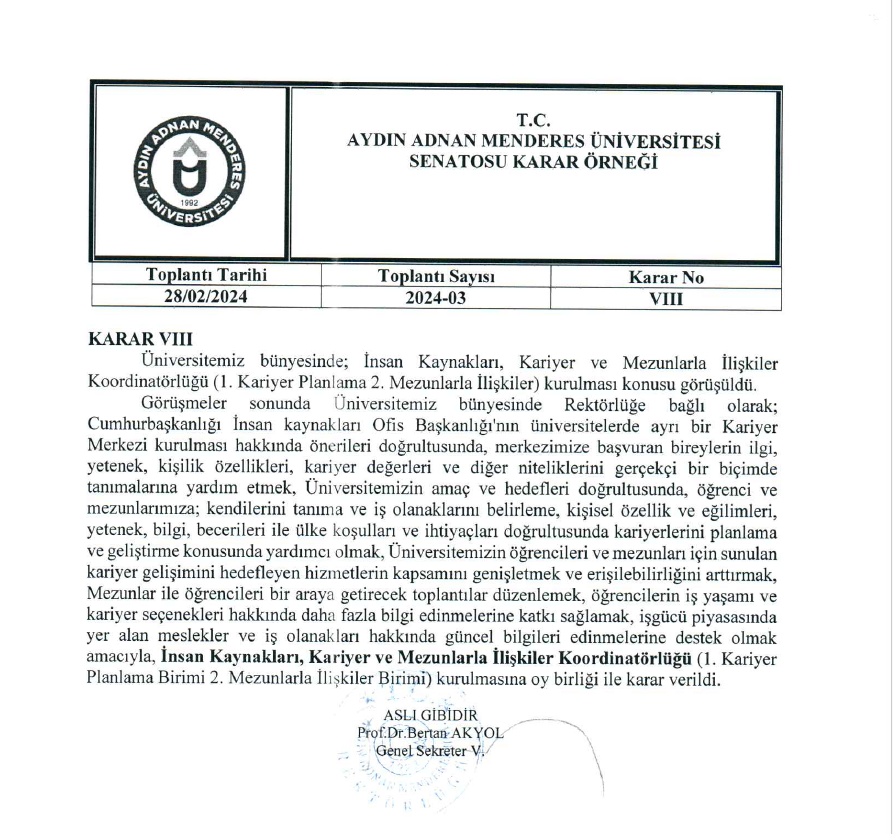 AYDIN ADNAN MENDERES
ÜNİVERSİTESİ
1992
T.C.
AYDIN ADNAN MENDERES ÜNİVERSİTESİ
SENATOSU KARAR ÖRNEĞİ
Toplantı Tarihi Toplantı Sayısı Karar No
28/02/2024 2024-03 VIII
KARAR VIII
Üniversitemiz bünyesinde; İnsan Kaynakları, Kariyer ve Mezunlarla İlişkiler
Koordinatörlüğü (1. Kariyer Planlama 2. Mezunlarla İlişkiler) kurulması konusu görüşüldü.
Görüşmeler sonunda Üniversitemiz bünyesinde Rektörlüğe bağlı olarak;
Cumhurbaşkanlığı İnsan kaynakları Ofis Başkanlığı'nın üniversitelerde ayrı bir Kariyer
Merkezi kurulması hakkında önerileri doğrultusunda, merkezimize başvuran bireylerin ilgi,
yetenek, kişilik özellikleri, kariyer değerleri ve diğer niteliklerini gerçekçi bir biçimde
tanımalarına yardım etmek, Üniversitemizin amaç ve hedefleri doğrultusunda, öğrenci ve
mezunlarımıza; kendilerini tanıma ve iş olanaklarını belirleme, kişisel özellik ve eğilimleri,
yetenek, bilgi, becerileri ile ülke koşulları ve ihtiyaçları doğrultusunda kariyerlerini planlama
ve geliştirme konusunda yardımcı olmak, Üniversitemizin öğrencileri ve mezunları için sunulan
kariyer gelişimini hedefleyen hizmetlerin kapsamını genişletmek ve erişilebilirliğini arttırmak,
Mezunlar ile öğrencileri bir araya getirecek toplantılar düzenlemek, öğrencilerin iş yaşamı ve
kariyer seçenekleri hakkında daha fazla bilgi edinmelerine katkı sağlamak, işgücü piyasasında
yer alan meslekler ve iş olanakları hakkında güncel bilgileri edinmelerine destek olmak
amacıyla, İnsan Kaynakları, Kariyer ve Mezunlarla İlişkiler Koordinatörlüğü (1. Kariyer
Planlama Birimi 2. Mezunlarla İlişkiler Birimi) kurulmasına oy birliği ile karar verildi.
ASLI GİBİDİR
Prof.Dr.Bertan AKYOL
Genel Sekreter V.